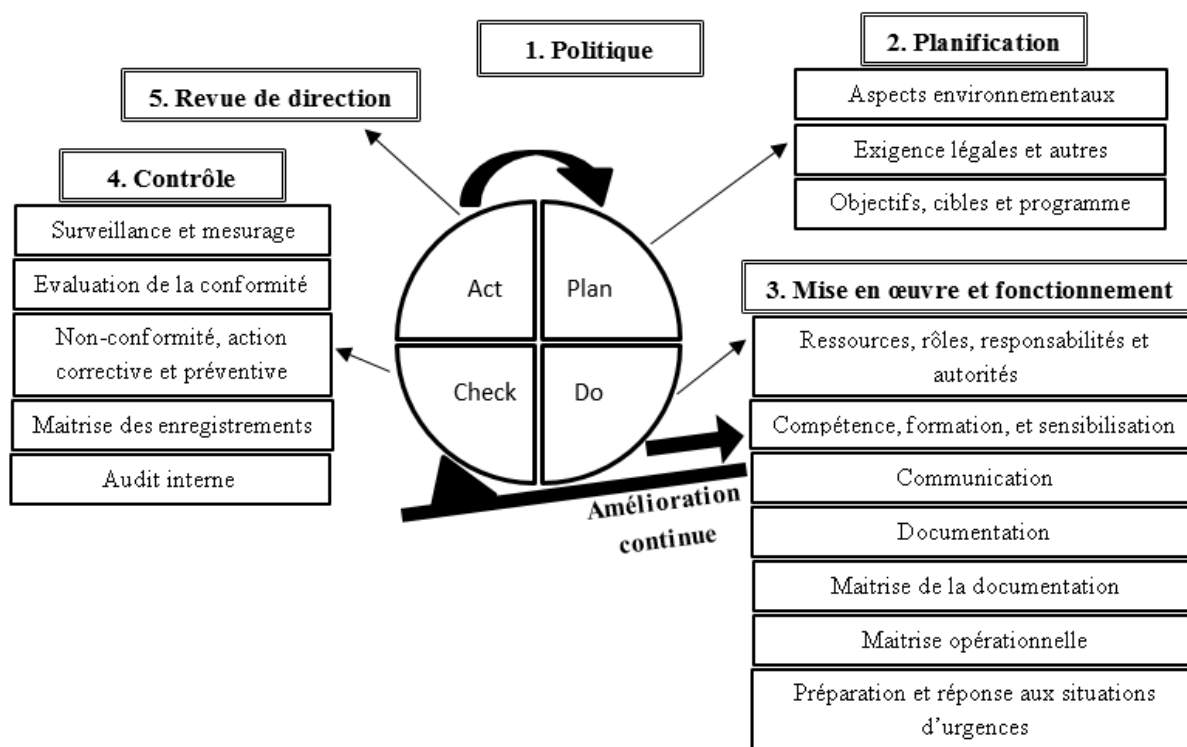 1. Politique
2. Planification
Aspects environnementaux
Exigence légales et autres
Objectifs, cibles et programme
5. Revue de direction
4. Contrôle
Surveillance et mesurage
Evaluation de la conformité
Non-conformité, action
corrective et préventive
Maitrise des enregistrements
Audit interne
Act
Plan
Check
Do
Amélioration
continue
3. Mise en œuvre et fonctionnement
Ressources, rôles, responsabilités et
autorités
Compétence, formation, et sensibilisation
Communication
Documentation
Maitrise de la documentation
Maitrise opérationnelle
Préparation et réponse aux situations
d’urgences